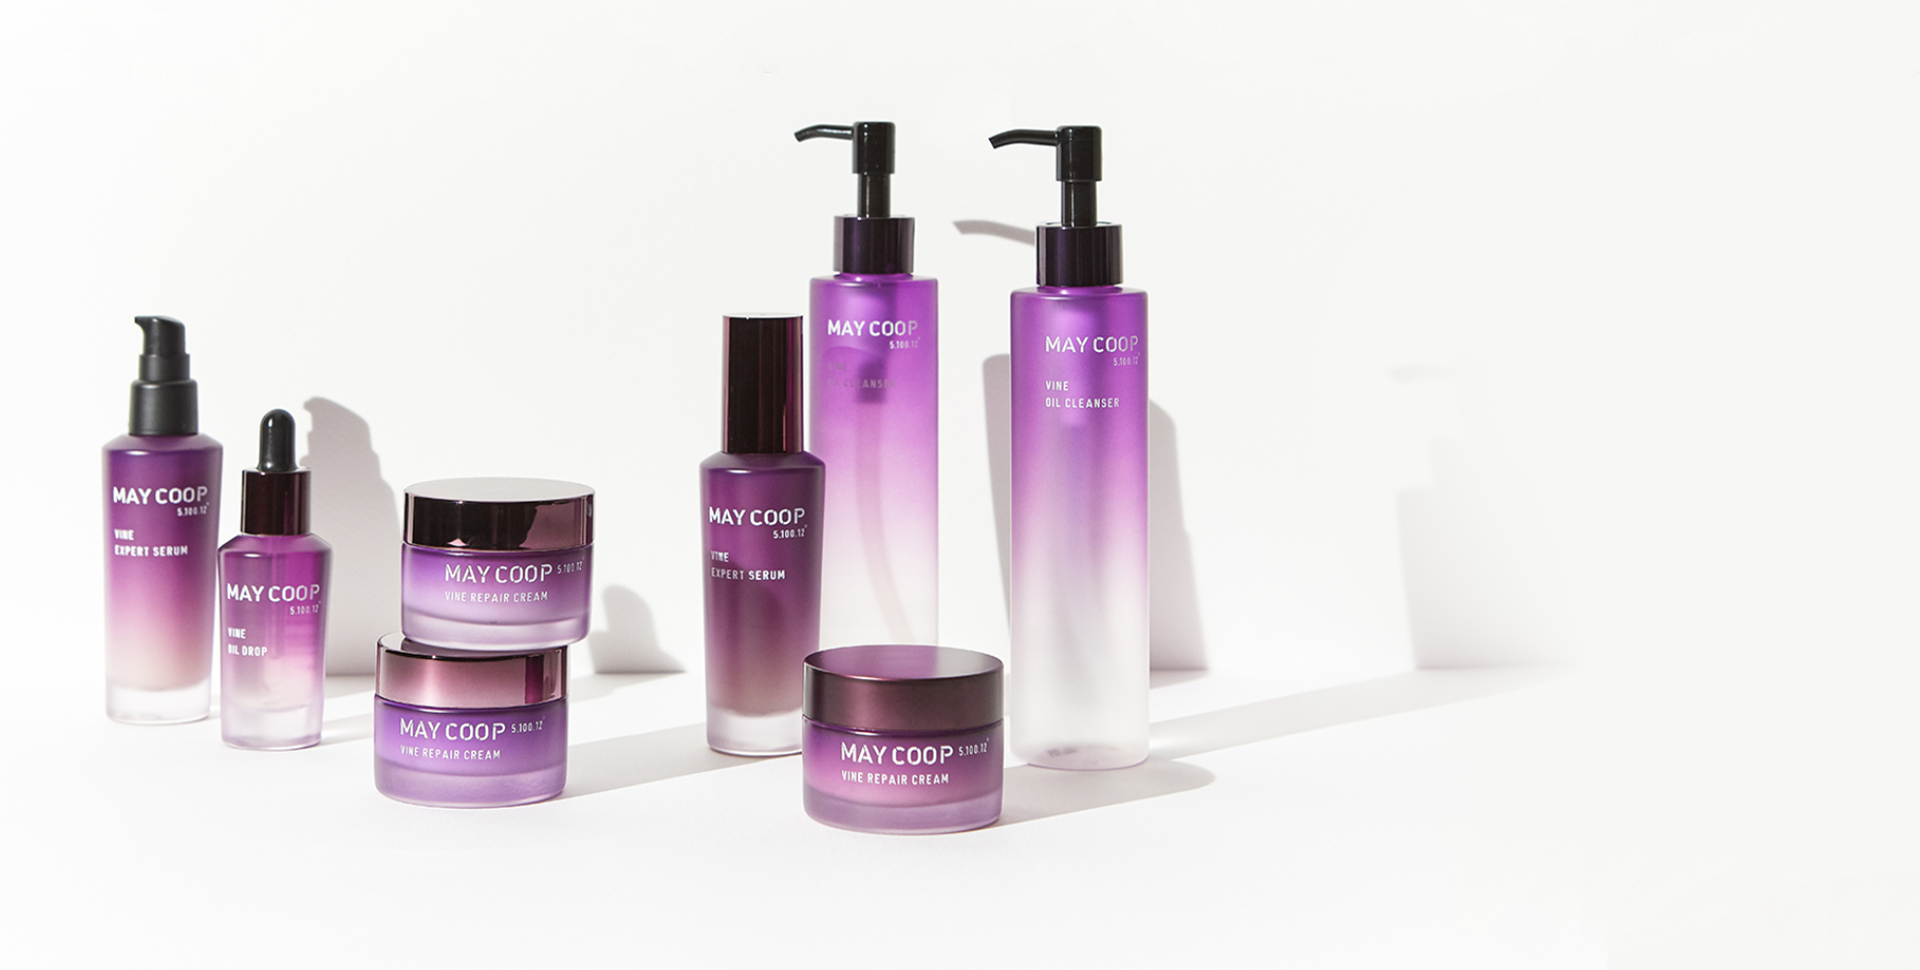 MAY COOP
5.100.12
VINE
EXPERT SERUM
MAY COOP
5.100.12
VINE
OIL DROP
MAY COOP 5.100.12
VINE REPAIR CREAM
MAY COOP 5.100.12
VINE REPAIR CREAM
MAY COOP
5.100.12
VINE
EXPERT SERUM
MAY COOP
5.100.12
CLEANSER
MAY COOP 5.100.12
VINE REPAIR CREAM
MAY COOP
5.100.12
VINE
OIL CLEANSER